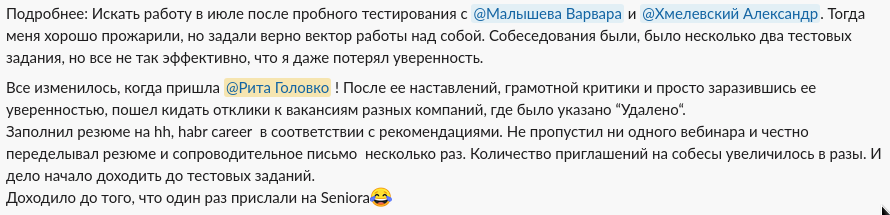 Подробнее: Искать работу в июле после пробного тестирования с @Малышева Варвара и @Хмелевский Александр. Тогда
меня хорошо прожарили, но задали верно вектор работы над собой. Собеседования были, было несколько два тестовых
задания, но все не так эффективно, что я даже потерял уверенность.
Все изменилось, когда пришла @Рита Головко ! После ее наставлений, грамотной критики и просто заразившись ее
уверенностью, пошел кидать отклики к вакансиям разных компаний, где было указано “Удалено“.
Заполнил резюме на hh, habr career в соответствии с рекомендациями. Не пропустил ни одного вебинара и честно
переделывал резюме и сопроводительное письмо несколько раз. Количество приглашений на собесы увеличилось в разы. И
дело начало доходить до тестовых заданий.
Доходило до того, что один раз прислали на Seniora😂